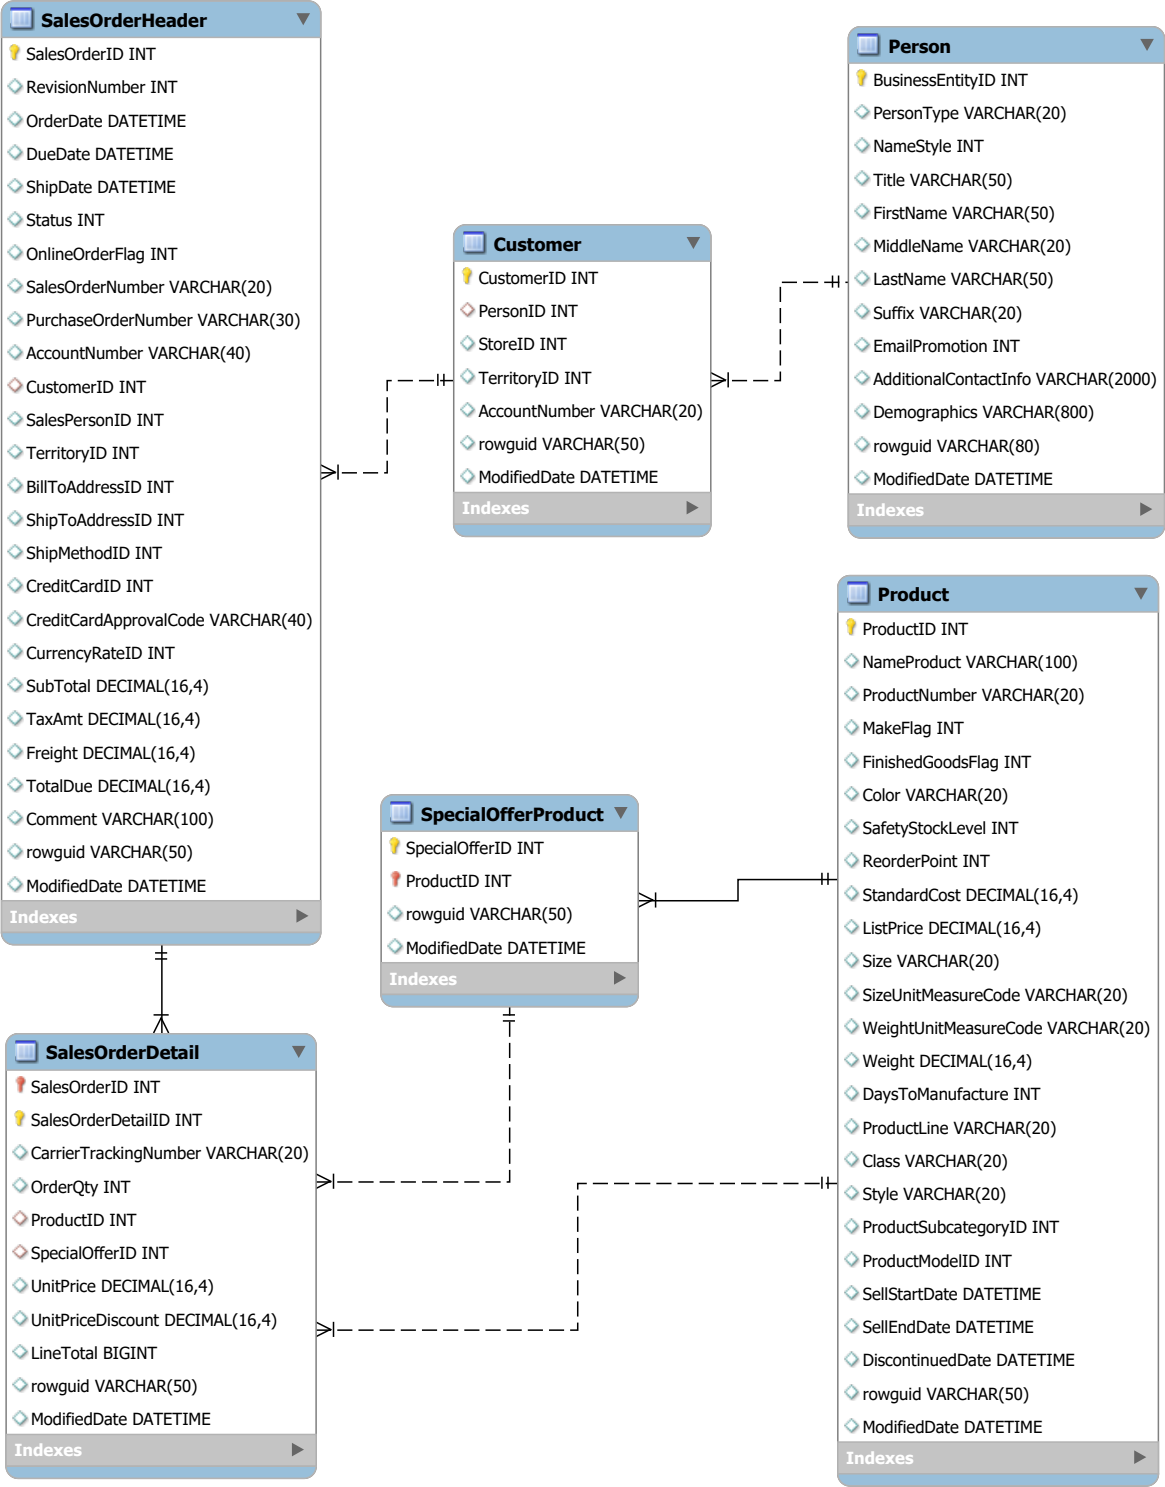 SalesOrderHeader
SalesOrderID INT
RevisionNumber INT
OrderDate DATETIME
DueDate DATETIME
ShipDate DATETIME
Status INT
OnlineOrderFlag INT
SalesOrderNumber VARCHAR(20)
PurchaseOrderNumber VARCHAR(30)
AccountNumber VARCHAR(40)
CustomerID INT
SalesPersonID INT
TerritoryID INT
BillToAddressID INT
ShipToAddressID INT
ShipMethodID INT
CreditCardID INT
CreditCardApprovalCode VARCHAR(40)
CurrencyRateID INT
SubTotal DECIMAL(16,4)
TaxAmt DECIMAL(16,4)
Freight DECIMAL(16,4)
TotalDue DECIMAL(16,4)
Comment VARCHAR(100)
rowguid VARCHAR(50)
ModifiedDate DATETIME
Indexes
Customer
CustomerID INT
PersonID INT
StoreID INT
TerritoryID INT
AccountNumber VARCHAR(20)
rowguid VARCHAR(50)
ModifiedDate DATETIME
Indexes
Person
BusinessEntityID INT
PersonType VARCHAR(20)
NameStyle INT
Title VARCHAR(50)
FirstName VARCHAR(50)
MiddleName VARCHAR(20)
LastName VARCHAR(50)
Suffix VARCHAR(20)
EmailPromotion INT
AdditionalContactInfo VARCHAR(2000)
Demographics VARCHAR(800)
rowguid VARCHAR(80)
ModifiedDate DATETIME
Indexes
SpecialOfferProduct
SpecialOfferID INT
ProductID INT
rowguid VARCHAR(50)
ModifiedDate DATETIME
Indexes
Product
ProductID INT
NameProduct VARCHAR(100)
ProductNumber VARCHAR(20)
MakeFlag INT
FinishedGoodsFlag INT
Color VARCHAR(20)
SafetyStockLevel INT
ReorderPoint INT
StandardCost DECIMAL(16,4)
ListPrice DECIMAL(16,4)
Size VARCHAR(20)
SizeUnitMeasureCode VARCHAR(20)
WeightUnitMeasureCode VARCHAR(20)
Weight DECIMAL(16,4)
DaysToManufacture INT
ProductLine VARCHAR(20)
Class VARCHAR(20)
Style VARCHAR(20)
ProductSubcategoryID INT
ProductModelID INT
SellStartDate DATETIME
SellEndDate DATETIME
DiscontinuedDate DATETIME
rowguid VARCHAR(50)
ModifiedDate DATETIME
Indexes
SalesOrderDetail
SalesOrderID INT
SalesOrderDetailID INT
CarrierTrackingNumber VARCHAR(20)
OrderQty INT
ProductID INT
SpecialOfferID INT
UnitPrice DECIMAL(16,4)
UnitPriceDiscount DECIMAL(16,4)
LineTotal BIGINT
rowguid VARCHAR(50)
ModifiedDate DATETIME
Indexes